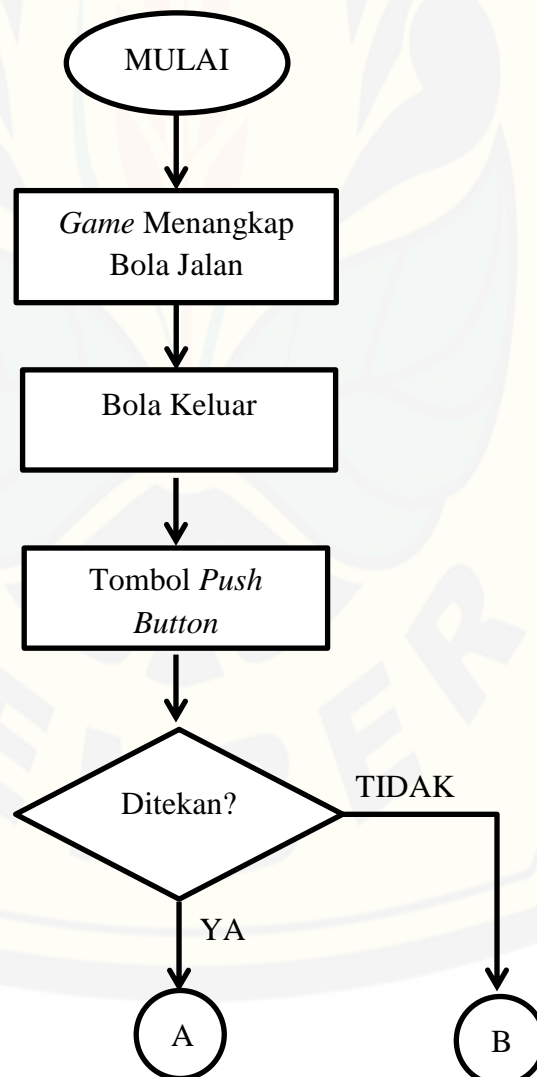 MULAI
Game Menangkap
Bola Jalan
Bola Keluar
Tombol Push
Button
Ditekan?
TIDAK
YA
A
B